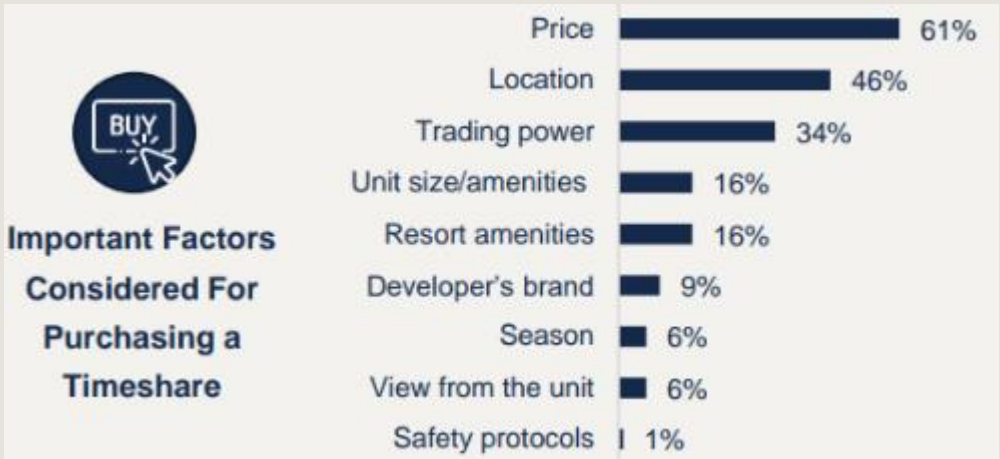 Price 61%
Location 46%
Trading power 34%
BUY
Unit size/amenities 16%
Important Factors
Resort amenities 16%
Considered For
Developer's brand 9%
Purchasing a
Season 6%
Timeshare
View from the unit 6%
Safety protocols 1%